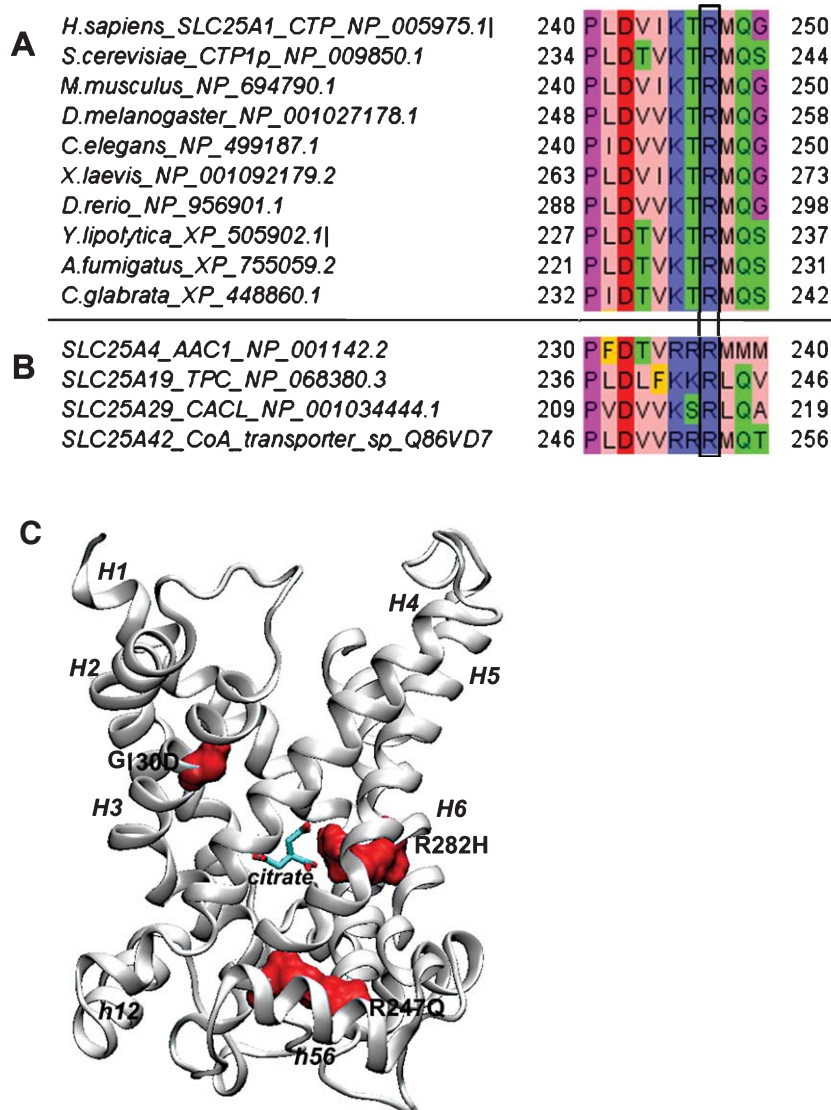 A
H.sapiens_SLC25A1_CTP_NP_005975.1| 240 PLDVIKTRMQG 250
S.cerevisiae_CTP1p_NP_009850.1 234 PLDTVKTRMQS 244
M.musculus_NP_694790.1 240 PLDVIKTRMQG 250
D.melanogaster_NP_001027178.1 248 PLDVVKTRMQG 258
C.elegans_NP_499187.1 240 PIDVVKTRMQG 250
X.laevis_NP_001092179.2 263 PLDVIKTRMQG 273
D.rerio_NP_956901.1 288 PLDVVKTRMQG 298
Y.lipolytica_XP_505902.1| 227 PLDTVKTRMQS 237
A.fumigatus_XP_755059.2 221 PLDTVKTRMQS 231
C.glabrata_XP_448860.1 232 PIDTVKTRMQS 242
B
SLC25A4_AAC1_NP_001142.2 230 PFDTVRRRMMM 240
SLC25A19_TPC_NP_068380.3 236 PLDLFKKRLQV 246
SLC25A29_CACL_NP_001034444.1 209 PVDVVKSRLQA 219
SLC25A42_CoA_transporter_sp_Q86VD7 246 PLDVVRRRMQT 256
C
H1
H4
H2
H5
G130D
H3
H6
R282H
citrate
h12
R247Q
h56